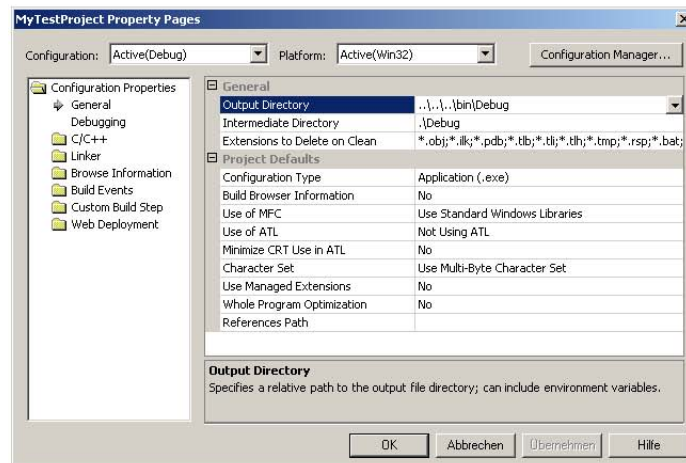 MyTestProject Property Pages
Configuration: Active(Debug) Platform: Active(Win32) Configuration Manager...
Configuration Properties
General
Debugging
C/C++
Linker
Browse Information
Build Events
Custom Build Step
Web Deployment
General
Output Directory ..\..\..\bin\Debug
Intermediate Directory .\Debug
Extensions to Delete on Clean *.obj;*.ilk;*.pdb;*.tlb;*.tli;*.tlh;*.tmp;*.rsp;*.bat;
Project Defaults
Configuration Type Application (.exe)
Build Browser Information No
Use of MFC Use Standard Windows Libraries
Use of ATL Not Using ATL
Minimize CRT Use in ATL No
Character Set Use Multi-Byte Character Set
Use Managed Extensions No
Whole Program Optimization No
References Path
Output Directory
Specifies a relative path to the output file directory; can include environment variables.
OK Abbrechen Übernehmen Hilfe